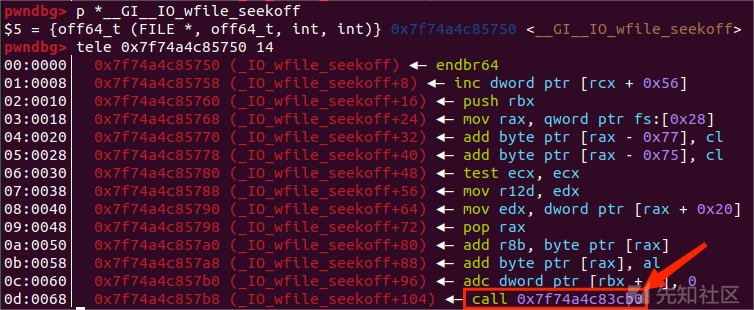 pwndbg> p *__GI__IO_wfile_seekoff
$5 = {off64_t (FILE *, off64_t, int, int)} 0x7f74a4c85750 <__GI__IO_wfile_seekoff>
pwndbg> tele 0x7f74a4c85750 14
00:0000│ 0x7f74a4c85750 (_IO_wfile_seekoff) ◂— endbr64
01:0008│ 0x7f74a4c85758 (_IO_wfile_seekoff+8) ◂— inc dword ptr [rcx + 0x56]
02:0010│ 0x7f74a4c85760 (_IO_wfile_seekoff+16) ◂— push rbx
03:0018│ 0x7f74a4c85768 (_IO_wfile_seekoff+24) ◂— mov rax, qword ptr fs:[0x28]
04:0020│ 0x7f74a4c85770 (_IO_wfile_seekoff+32) ◂— add byte ptr [rax - 0x77], cl
05:0028│ 0x7f74a4c85778 (_IO_wfile_seekoff+40) ◂— add byte ptr [rax - 0x75], cl
06:0030│ 0x7f74a4c85780 (_IO_wfile_seekoff+48) ◂— test ecx, ecx
07:0038│ 0x7f74a4c85788 (_IO_wfile_seekoff+56) ◂— mov r12d, edx
08:0040│ 0x7f74a4c85790 (_IO_wfile_seekoff+64) ◂— mov edx, dword ptr [rax + 0x20]
09:0048│ 0x7f74a4c85798 (_IO_wfile_seekoff+72) ◂— pop rax
0a:0050│ 0x7f74a4c857a0 (_IO_wfile_seekoff+80) ◂— add r8b, byte ptr [rax]
0b:0058│ 0x7f74a4c857a8 (_IO_wfile_seekoff+88) ◂— add byte ptr [rax], al
0c:0060│ 0x7f74a4c857b0 (_IO_wfile_seekoff+96) ◂— adc dword ptr [rbx + ], 0
0d:0068│ 0x7f74a4c857b8 (_IO_wfile_seekoff+104) ◂— call 0x7f74a4c83cb0
先知社区